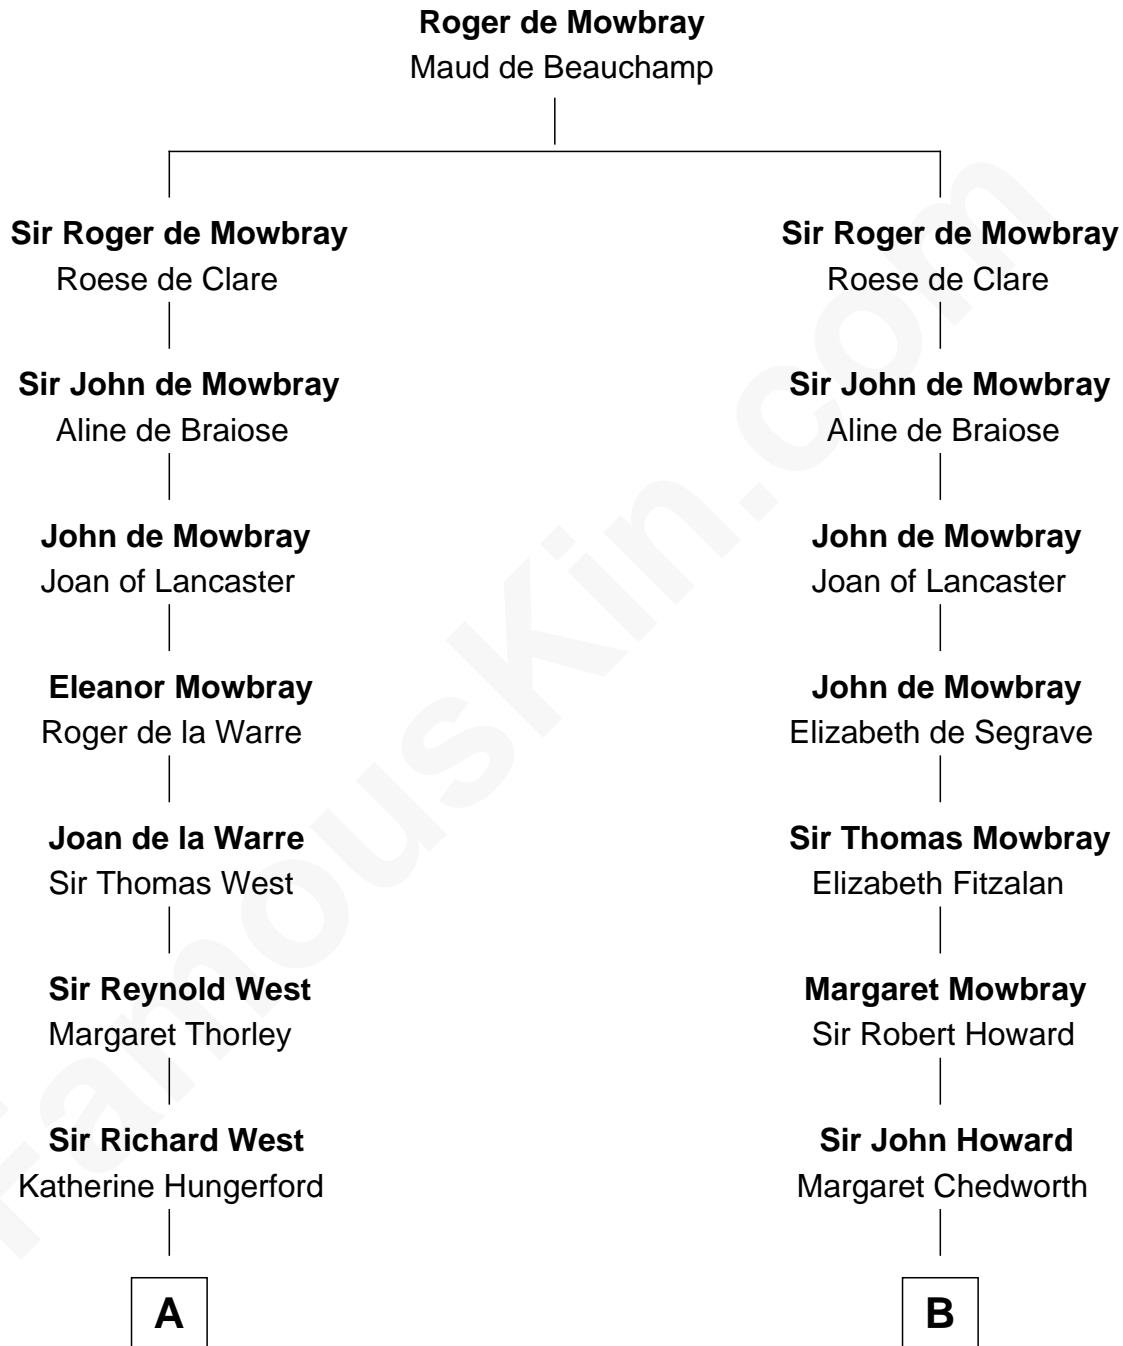 Roger de Mowbray
Maud de Beauchamp
Sir Roger de Mowbray
Roese de Clare
Sir Roger de Mowbray
Roese de Clare
Sir John de Mowbray
Aline de Braiose
Sir John de Mowbray
Aline de Braiose
John de Mowbray
Joan of Lancaster
John de Mowbray
Joan of Lancaster
Eleanor Mowbray
Roger de la Warre
John de Mowbray
Elizabeth de Segrave
Joan de la Warre
Sir Thomas West
Sir Thomas Mowbray
Elizabeth Fitzalan
Sir Reynold West
Margaret Thorley
Margaret Mowbray
Sir Robert Howard
Sir Richard West
Katherine Hungerford
Sir John Howard
Margaret Chedworth
A
B
FamousKin.com